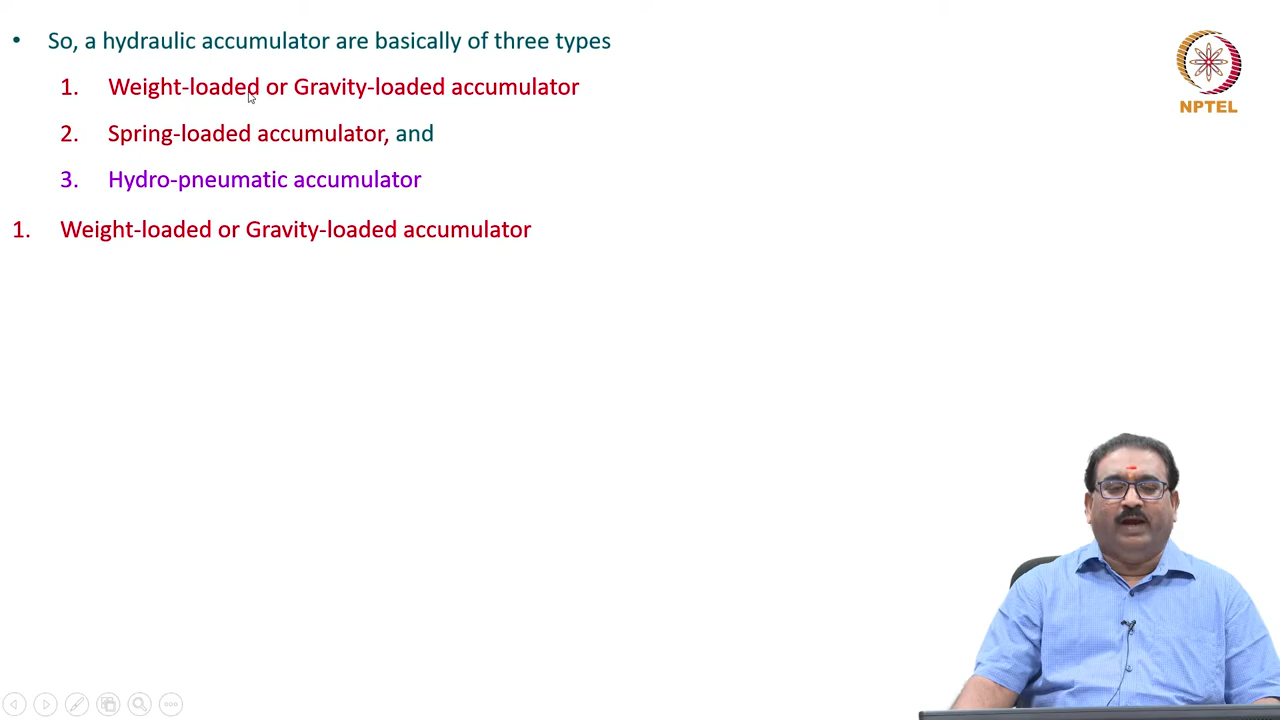 • So, a hydraulic accumulator are basically of three types
1. Weight-loaded or Gravity-loaded accumulator
2. Spring-loaded accumulator, and
3. Hydro-pneumatic accumulator
1. Weight-loaded or Gravity-loaded accumulator
NPTEL